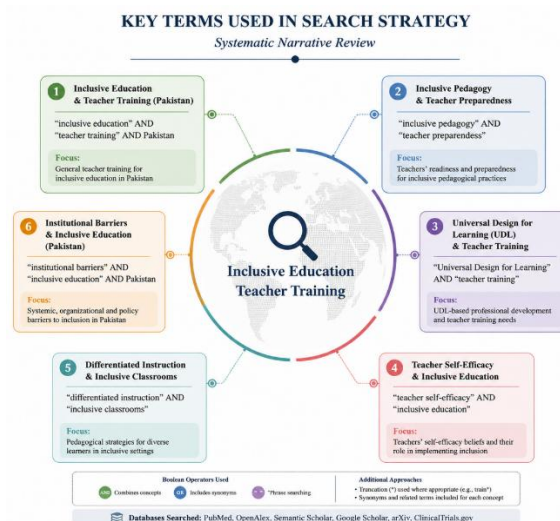 KEY TERMS USED IN SEARCH STRATEGY
Systematic Narrative Review
1
Inclusive Education
& Teacher Training (Pakistan)
“inclusive education” AND
“teacher training” AND Pakistan
Focus:
General teacher training for
inclusive education in Pakistan
2
Inclusive Pedagogy
& Teacher Preparedness
“inclusive pedagogy” AND
“teacher preparendess”
Focus:
Teachers’ readiness and preparedness
for inclusive pedagogical practices
6
Institutional Barriers
& Inclusive Education
(Pakistan)
“institutional barriers” AND
“inclusive education” AND Pakistan
Focus:
Systemic, organizational and policy
barriers to inclusion in Pakistan
Inclusive Education
Teacher Training
3
Universal Design for
Learning (UDL)
& Teacher Training
“Universal Design for Learning”
AND “teacher training”
Focus:
UDL-based professional development
and teacher training needs
5
Differentiated Instruction
& Inclusive Classrooms
“differentiated instruction” AND
“inclusive classrooms”
Focus:
Pedagogical strategies for diverse
learners in inclusive settings
4
Teacher Self-Efficacy
& Inclusive Education
“teacher self-efficacy” AND
“inclusive education”
Focus:
Teachers’ self-efficacy beliefs and their
role in implementing inclusion
Boolean Operators Used
AND Combines concepts
OR Includes synonyms
“ ” "Phrase searching
Additional Approaches
• Truncation (*) used where appropriate (e.g., train*)
• Synonyms and related terms included for each concept
Databases Searched: PubMed, OpenAlex, Semantic Scholar, Google Scholar, arXiv, ClinicalTrials.gov